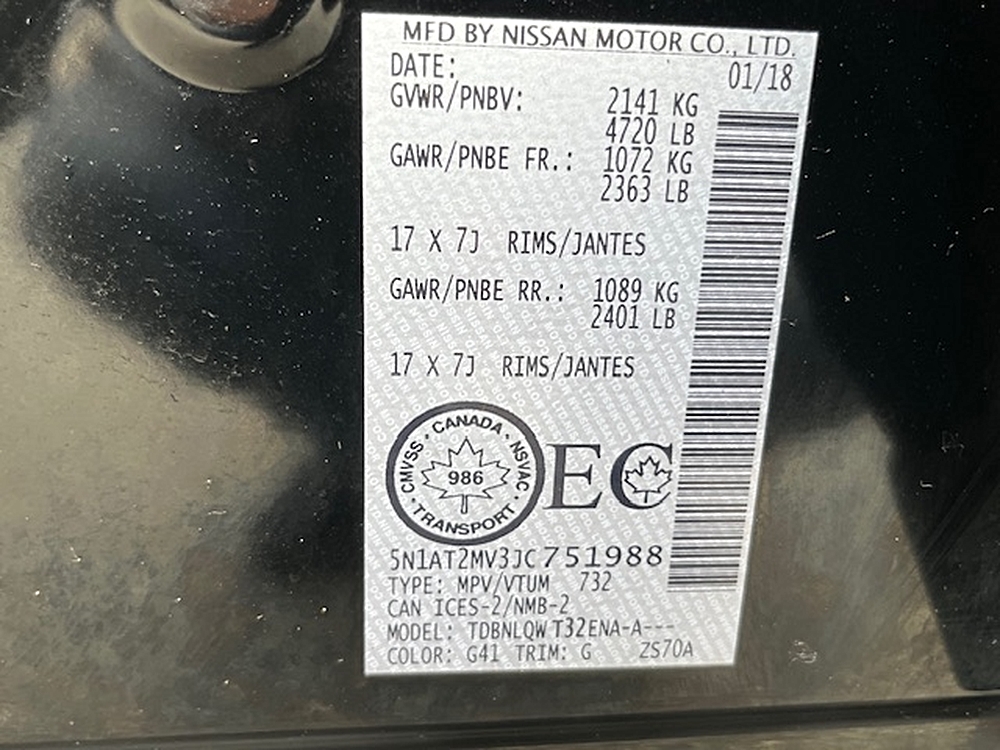 MFD BY NISSAN MOTOR CO., LTD.
DATE: 01/18
GVWR/PNBV: 2141 KG
4720 LB
GAWR/PNBE FR.: 1072 KG
2363 LB
17 X 7J RIMS/JANTES
GAWR/PNBE RR.: 1089 KG
2401 LB
17 X 7J RIMS/JANTES
CMVSS · CANADA · NSVAC · TRANSPORT ·
986
EC
5N1AT2MV3JC751988
TYPE: MPV/VTUM 732
CAN ICES-2/NMB-2
MODEL: TDBNLQWT32ENA-A---
COLOR: G41 TRIM: G ZS70A